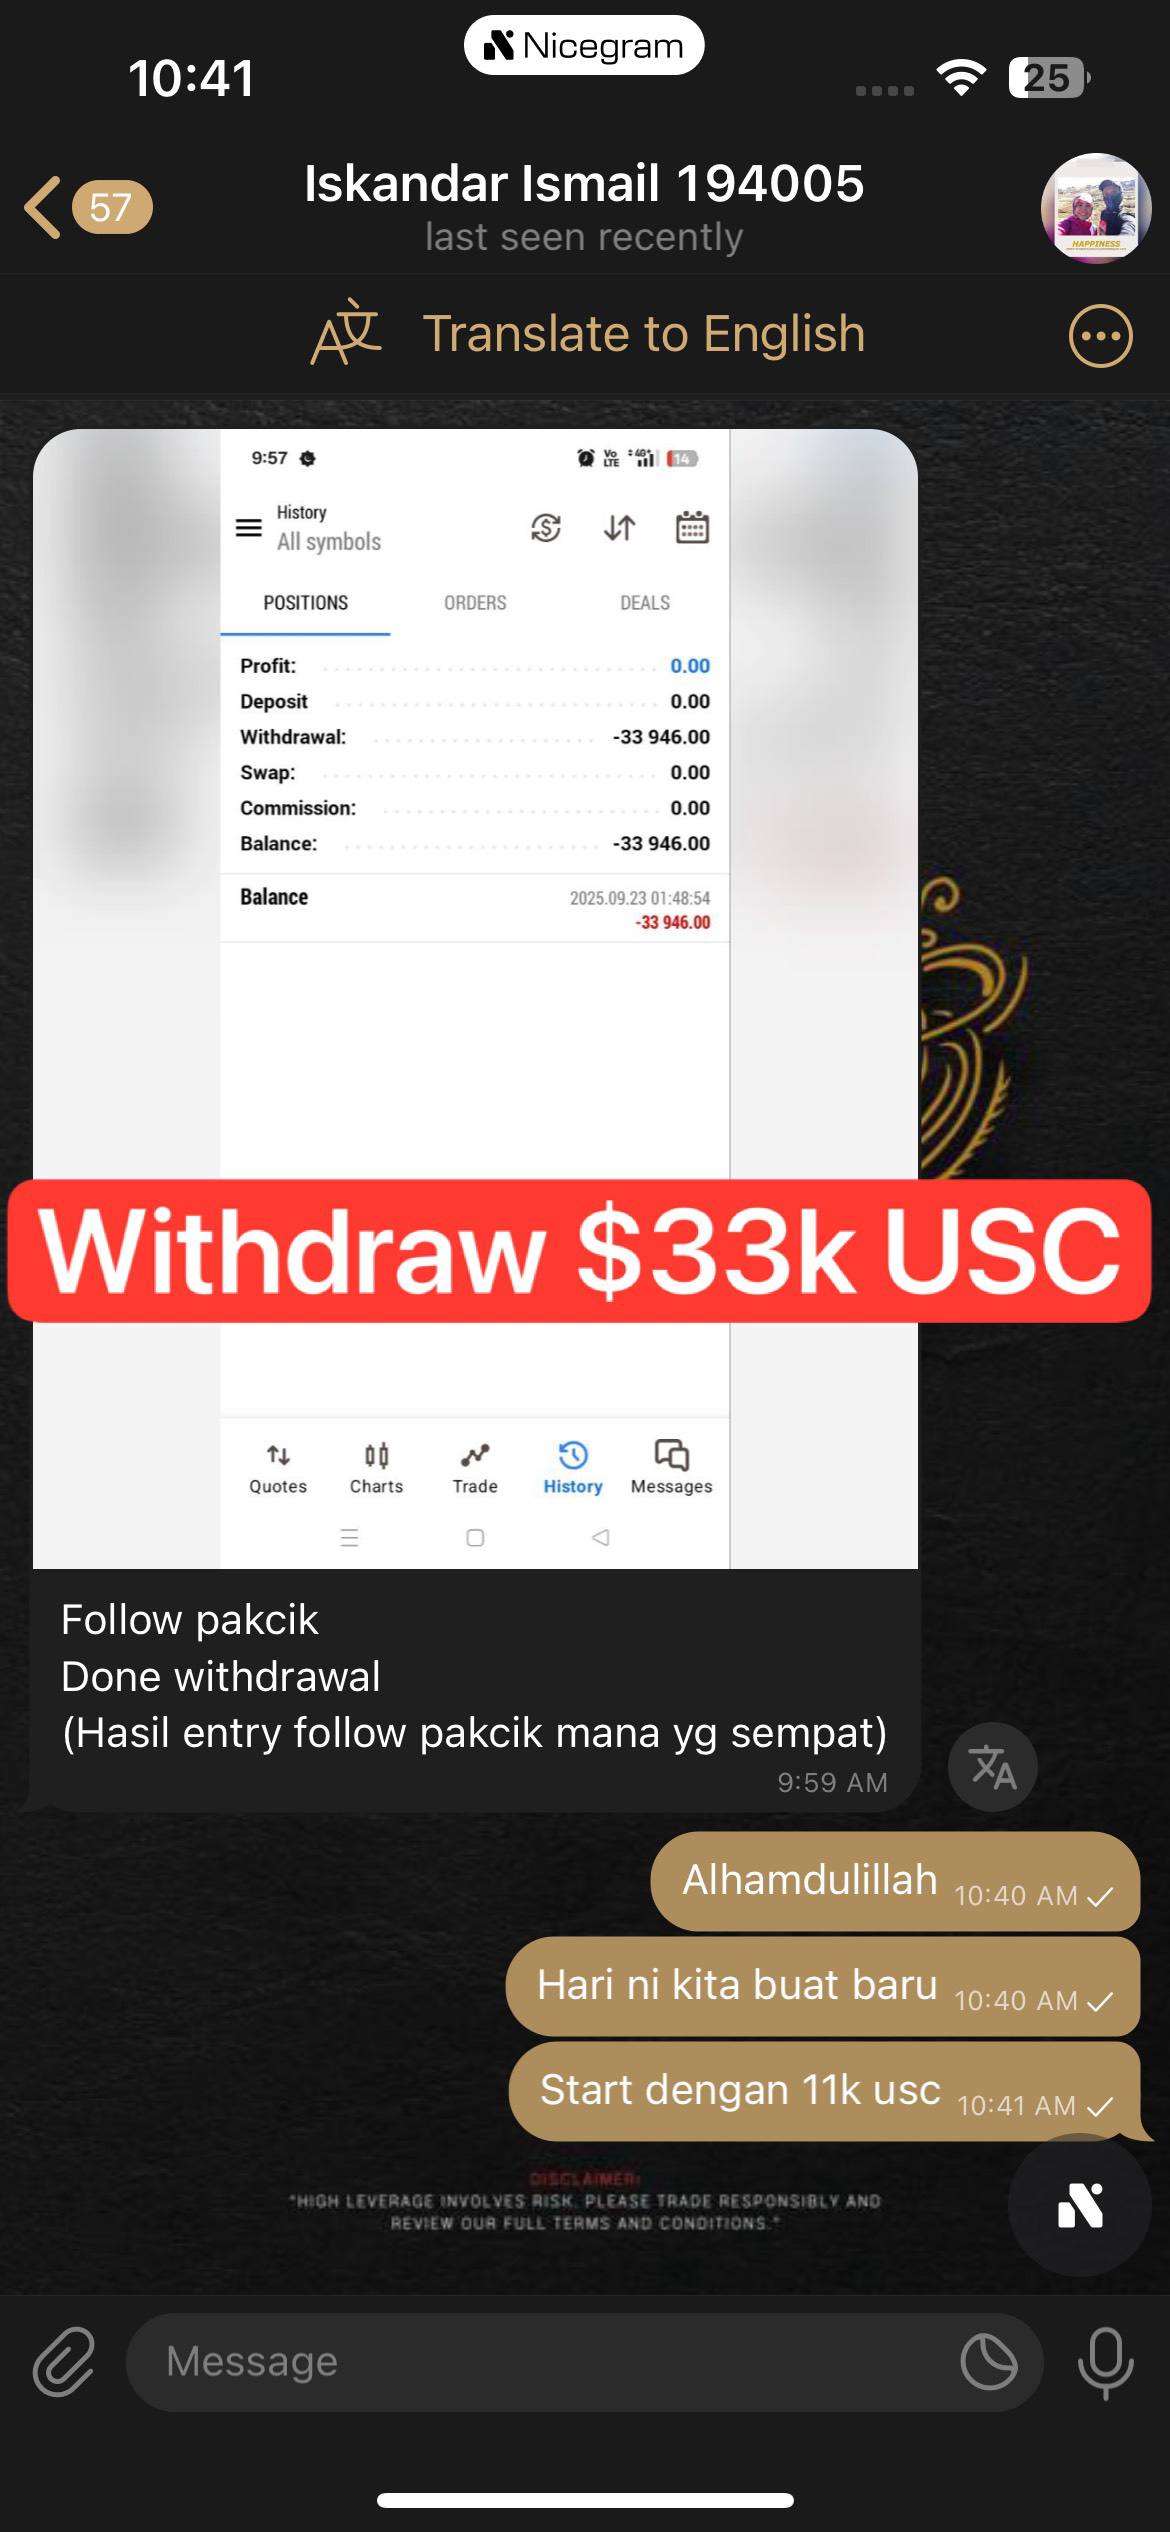 Nicegram
10:41
25
57
Iskandar Ismail 194005
last seen recently
Translate to English
HAPPINESS
9:57
Vo LTE
4G+
14
History
All symbols
POSITIONS ORDERS DEALS
Profit: 0.00
Deposit 0.00
Withdrawal: -33 946.00
Swap: 0.00
Commission: 0.00
Balance: -33 946.00
Balance 2025.09.23 01:48:54
-33 946.00
Withdraw $33k USC
Quotes Charts Trade History Messages
Follow pakcik
Done withdrawal
(Hasil entry follow pakcik mana yg sempat)
9:59 AM
Alhamdulillah 10:40 AM
Hari ni kita buat baru 10:40 AM
Start dengan 11k usc 10:41 AM
DISCLAIMER:
"HIGH LEVERAGE INVOLVES RISK. PLEASE TRADE RESPONSIBLY AND
REVIEW OUR FULL TERMS AND CONDITIONS."
Message